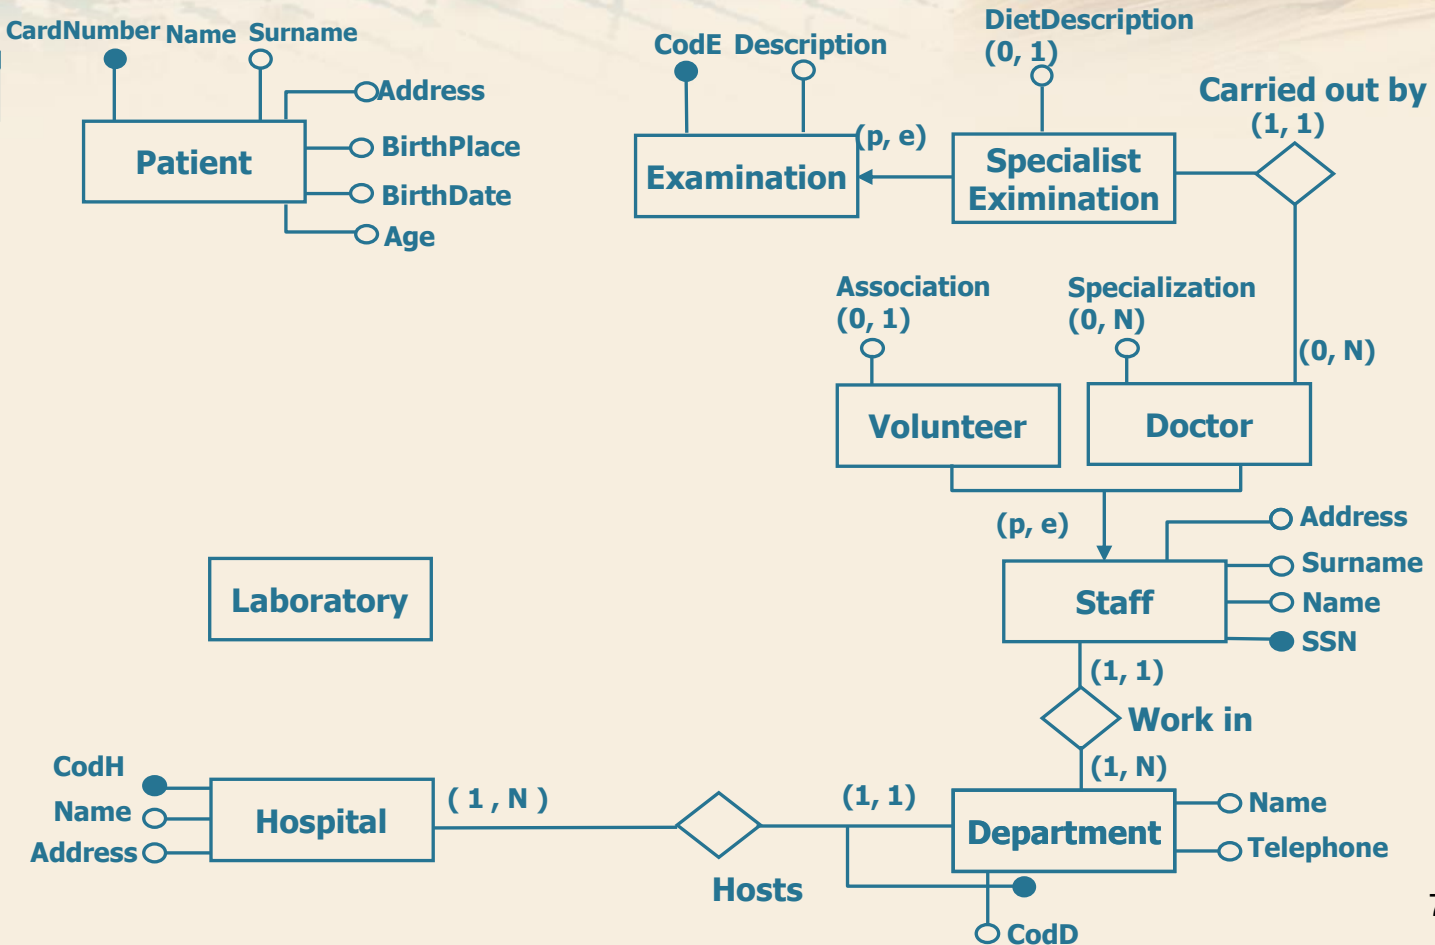 CardNumber Name Surname
Address
BirthPlace
BirthDate
Age
Patient
CodE Description
Examination
(p, e)
DietDescription
(0, 1)
Specialist
Eximination
Carried out by
(1, 1)
(0, N)
Association
(0, 1)
Volunteer
Specialization
(0, N)
Doctor
(p, e)
Staff
Address
Surname
Name
SSN
(1, 1)
Work in
(1, N)
Laboratory
CodH
Name
Address
Hospital
( 1 , N )
Hosts
(1, 1)
Department
Name
Telephone
CodD